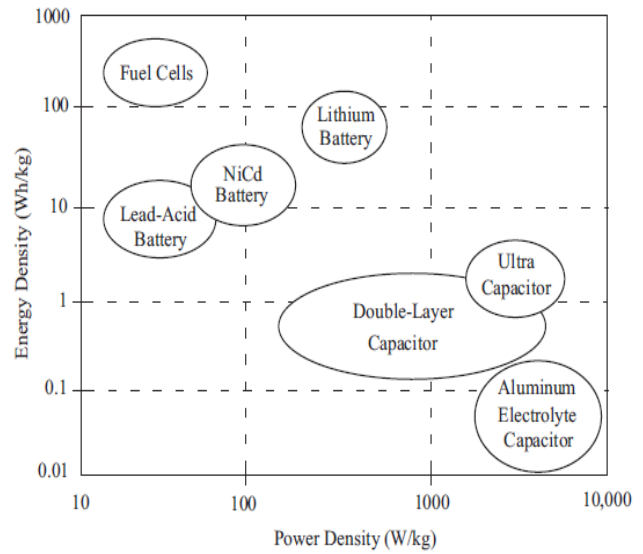 1000
Fuel Cells
100
Lithium
Battery
NiCd
Battery
10
Lead-Acid
Battery
Ultra
Capacitor
1
Double-Layer
Capacitor
0.1
Aluminum
Electrolyte
Capacitor
0.01
Energy Density (Wh/kg)
10
100
1000
10,000
Power Density (W/kg)